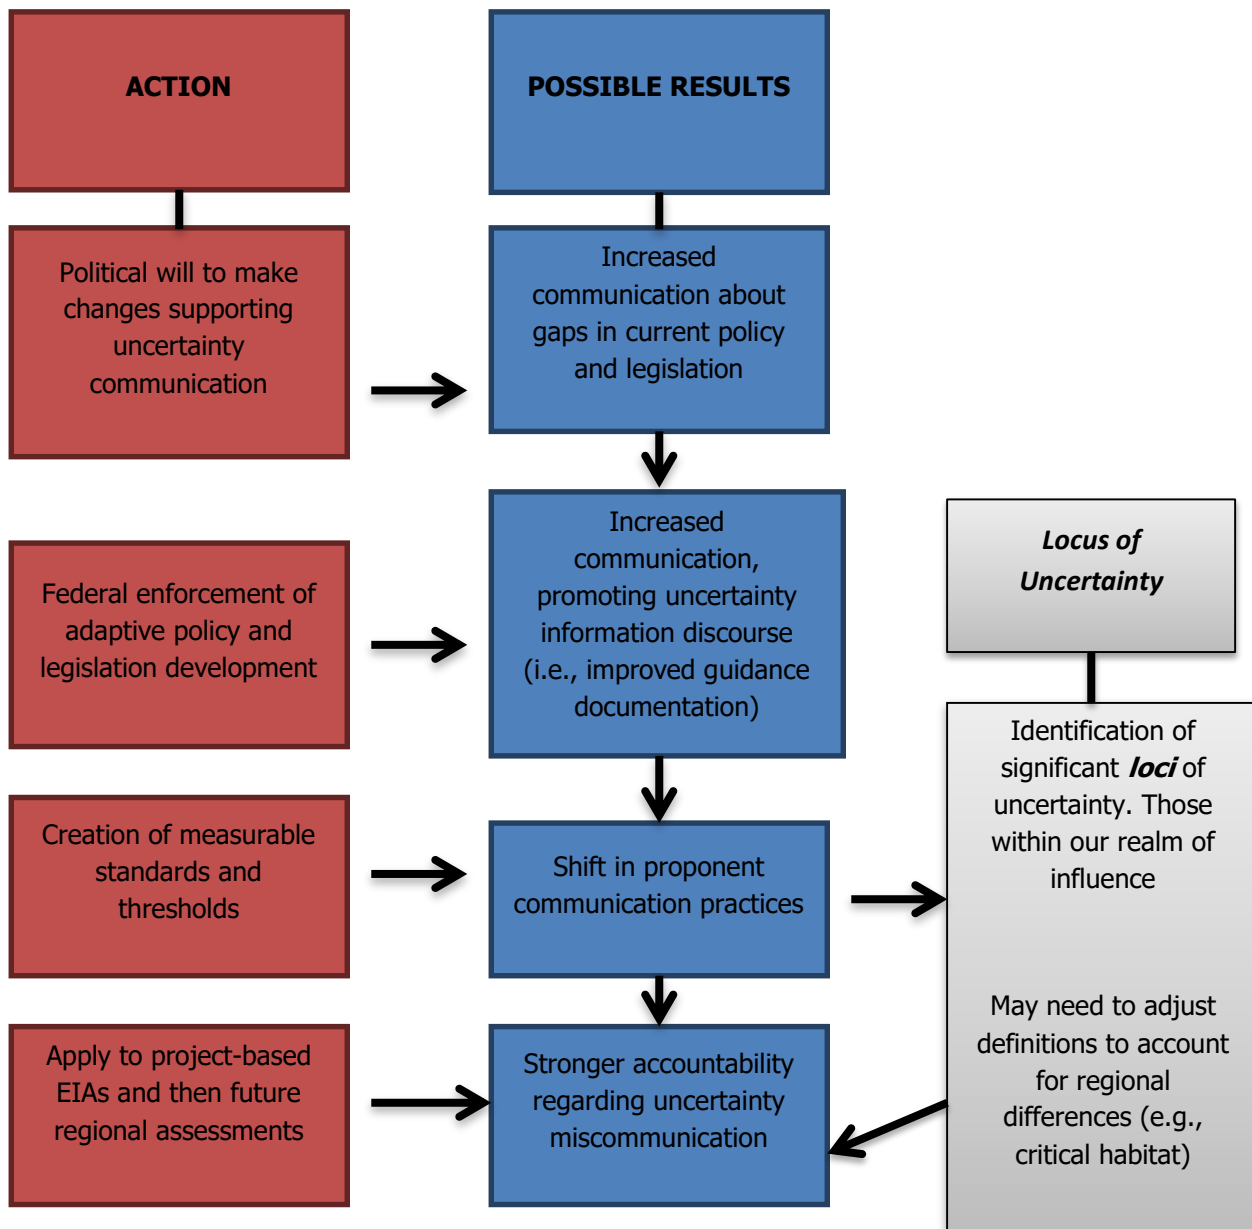 ACTION
POSSIBLE RESULTS
Political will to make
changes supporting
uncertainty
communication
Increased
communication about
gaps in current policy
and legislation
Federal enforcement of
adaptive policy and
legislation development
Increased
communication,
promoting uncertainty
information discourse
(i.e., improved guidance
documentation)
Locus of
Uncertainty
Creation of measurable
standards and
thresholds
Shift in proponent
communication practices
Identification of
significant loci of
uncertainty. Those
within our realm of
influence
May need to adjust
definitions to account
for regional
differences (e.g.,
critical habitat)
Apply to project-based
EIAs and then future
regional assessments
Stronger accountability
regarding uncertainty
miscommunication